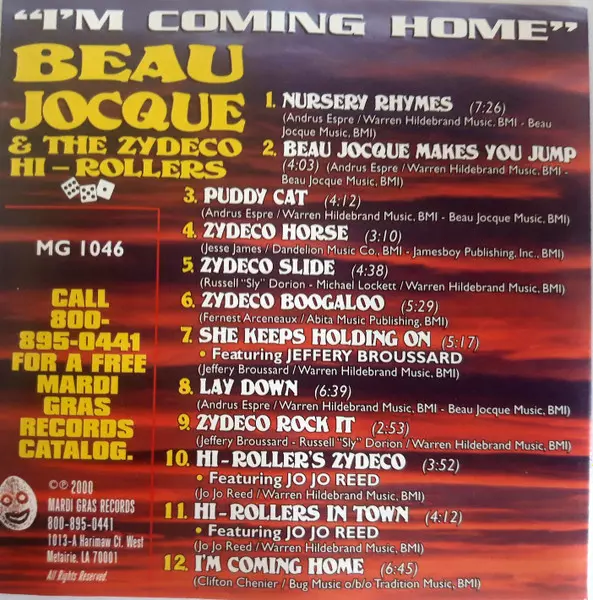 "I'M COMING HOME"
BEAU
JOCQUE
& THE ZYDECO
HI-ROLLERS
MG 1046
CALL
800-
895-0441
FOR A FREE
MARDI
GRAS
RECORDS
CATALOG.
©℗ 2000
MARDI GRAS RECORDS
800-895-0441
1013-A Harimaw Ct. West
Metairie, LA 70001
All Rights Reserved.
1. NURSERY RHYMES (7:26)
(Andrus Espre / Warren Hildebrand Music, BMI - Beau
Jocque Music, BMI)
2. BEAU JOCQUE MAKES YOU JUMP
(4:03) (Andrus Espre / Warren Hildebrand Music, BMI -
Beau Jocque Music, BMI)
3. PUDDY CAT (4:12)
(Andrus Espre / Warren Hildebrand Music, BMI - Beau Jocque Music, BMI)
4. ZYDECO HORSE (3:10)
(Jesse James / Dandelion Music Co., BMI - Jamesboy Publishing, Inc., BMI)
5. ZYDECO SLIDE (4:38)
(Russell "Sly" Dorion - Michael Lockett / Warren Hildebrand Music, BMI)
6. ZYDECO BOOGALOO (5:29)
(Fernest Arceneaux / Abita Music Publishing, BMI)
7. SHE KEEPS HOLDING ON (5:17)
• Featuring JEFFERY BROUSSARD
(Jeffery Broussard / Warren Hildebrand Music, BMI)
8. LAY DOWN (6:39)
(Andrus Espre / Warren Hildebrand Music, BMI - Beau Jocque Music, BMI)
9. ZYDECO ROCK IT (2:53)
(Jeffery Broussard - Russell "Sly" Dorion / Warren Hildebrand Music, BMI)
10. HI-ROLLER'S ZYDECO (3:52)
• Featuring JO JO REED
(Jo Jo Reed / Warren Hildebrand Music, BMI)
11. HI-ROLLERS IN TOWN (4:12)
• Featuring JO JO REED
(Jo Jo Reed / Warren Hildebrand Music, BMI)
12. I'M COMING HOME (6:45)
(Clifton Chenier / Bug Music o/b/o Tradition Music, BMI)